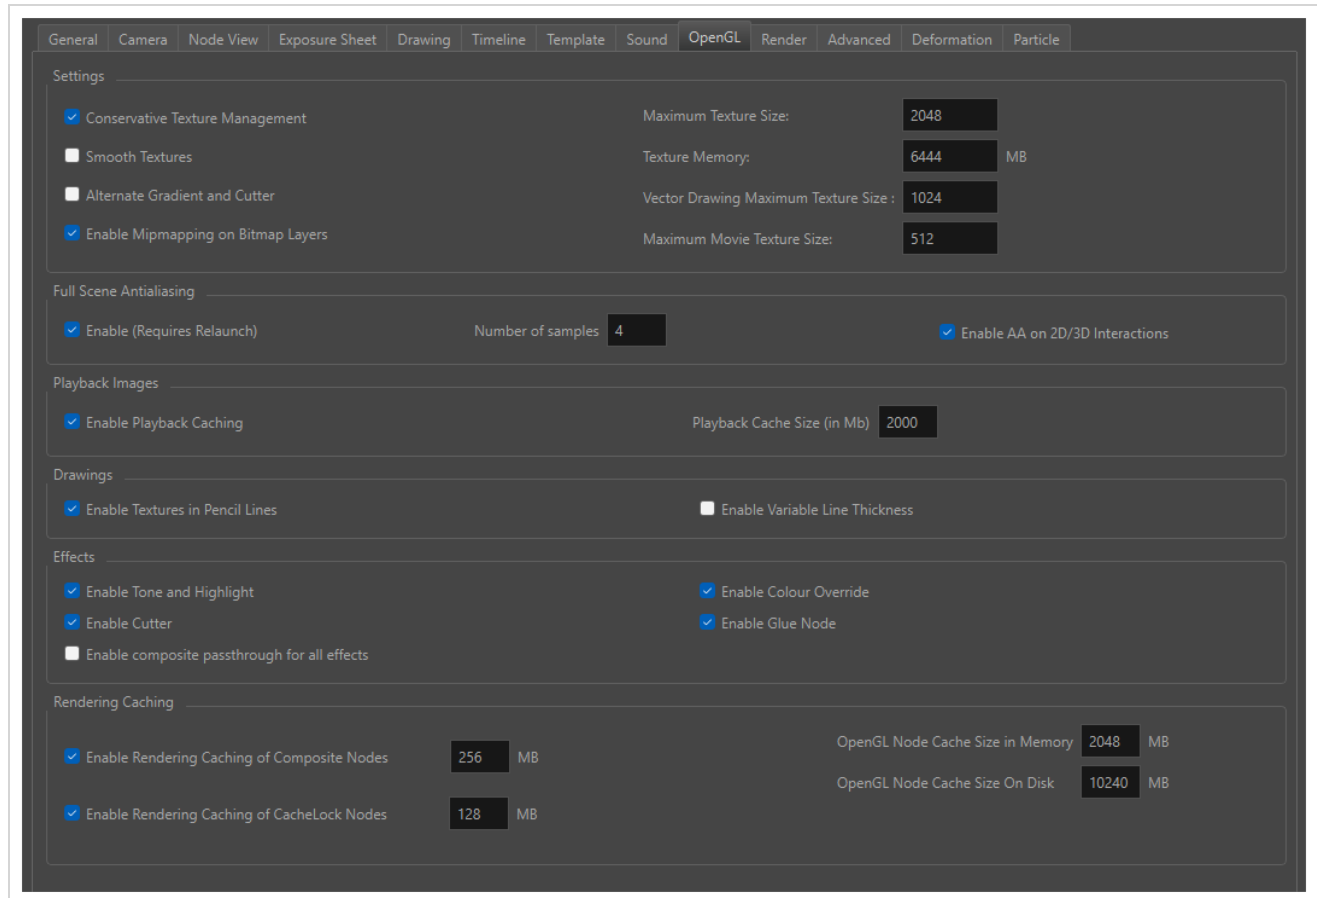 General Camera Node View Exposure Sheet Drawing Timeline Template Sound OpenGL Render Advanced Deformation Particle
Settings
Conservative Texture Management Maximum Texture Size: 2048
Smooth Textures Texture Memory: 6444 MB
Alternate Gradient and Cutter Vector Drawing Maximum Texture Size : 1024
Enable Mipmapping on Bitmap Layers Maximum Movie Texture Size: 512
Full Scene Antialiasing
Enable (Requires Relaunch) Number of samples 4 Enable AA on 2D/3D Interactions
Playback Images
Enable Playback Caching Playback Cache Size (in Mb) 2000
Drawings
Enable Textures in Pencil Lines Enable Variable Line Thickness
Effects
Enable Tone and Highlight Enable Colour Override
Enable Cutter Enable Glue Node
Enable composite passthrough for all effects
Rendering Caching
Enable Rendering Caching of Composite Nodes 256 MB OpenGL Node Cache Size in Memory 2048 MB
OpenGL Node Cache Size On Disk 10240 MB
Enable Rendering Caching of CacheLock Nodes 128 MB